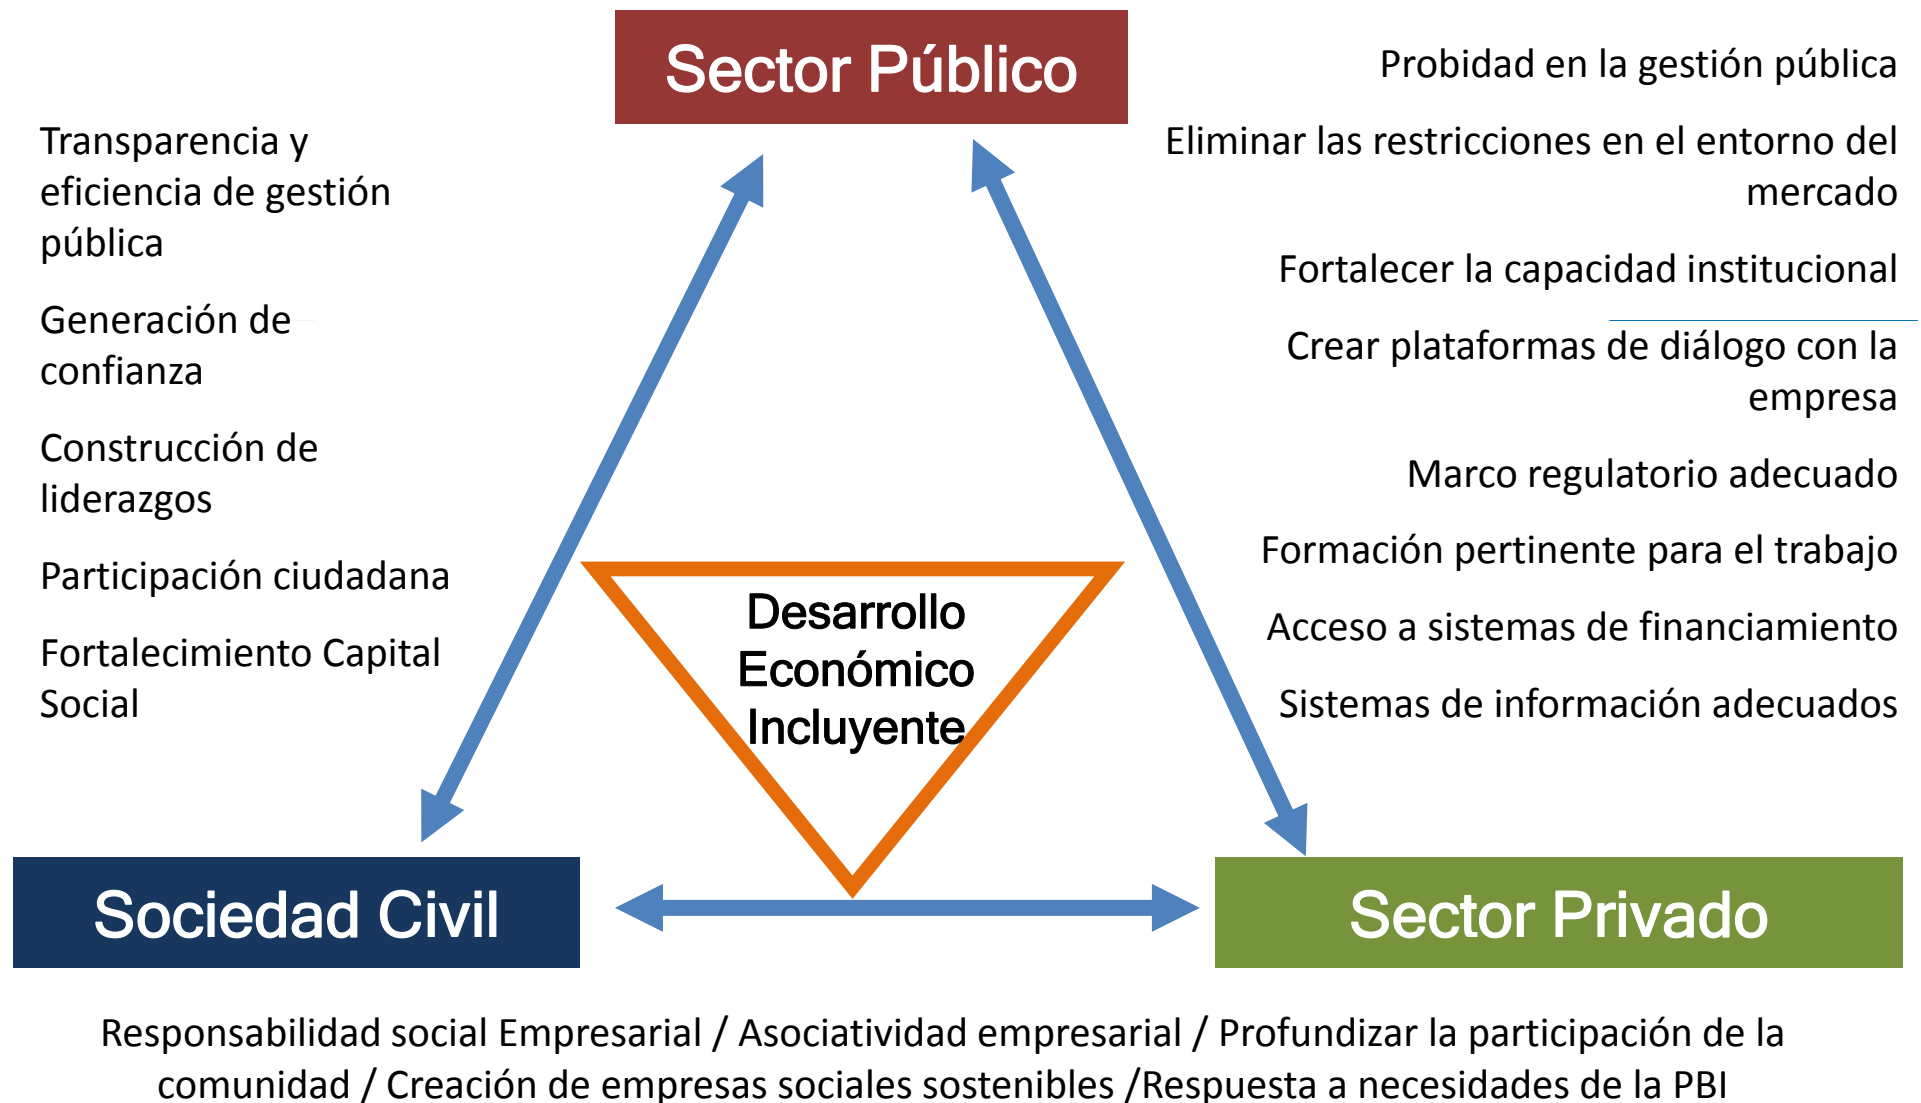 Sector Público
Transparencia y
eficiencia de gestión
pública
Generación de
confianza
Construcción de
liderazgos
Participación ciudadana
Fortalecimiento Capital
Social
Probidad en la gestión pública
Eliminar las restricciones en el entorno del
mercado
Fortalecer la capacidad institucional
Crear plataformas de diálogo con la
empresa
Marco regulatorio adecuado
Formación pertinente para el trabajo
Acceso a sistemas de financiamiento
Sistemas de información adecuados
Desarrollo
Económico
Incluyente
Sociedad Civil
Sector Privado
Responsabilidad social Empresarial / Asociatividad empresarial / Profundizar la participación de la
comunidad / Creación de empresas sociales sostenibles /Respuesta a necesidades de la PBI